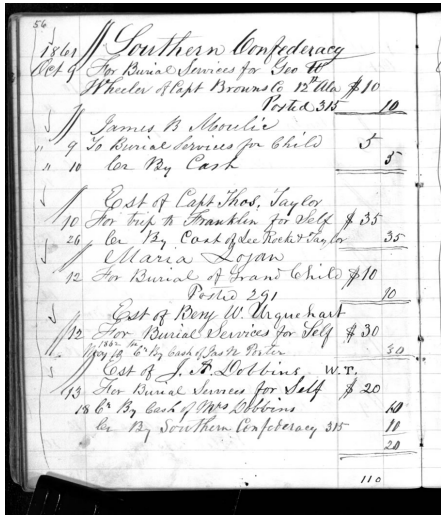 56
1861 // Southern Confederacy
Oct 9 For Burial Services for Geo W
Wheeler of Capt Browns Co 12th Ala $10
Posted 315 10
// James B Moulie
" 9 To Burial Services for Child 5
" 10 Cr By Cash 5
// Est of Capt Thos. Taylor
10 For trip to Franklin for Self $35
26 Cr By Cash of Lee Rocket Taylor 35
// Maria Logan
12 For Burial of Grand Child $10
Posted 291 10
// Est of Benj W. Urquehart
12 For Burial Services for Self $30
1862 Cr By Cash of Jas W Porter 30
// Est of J. A. Dobbins W.T.
13 For Burial Services for Self $20
18 Cr By Cash of Mrs Dobbins 10
Cr By Southern Confederacy 315 10
20
110